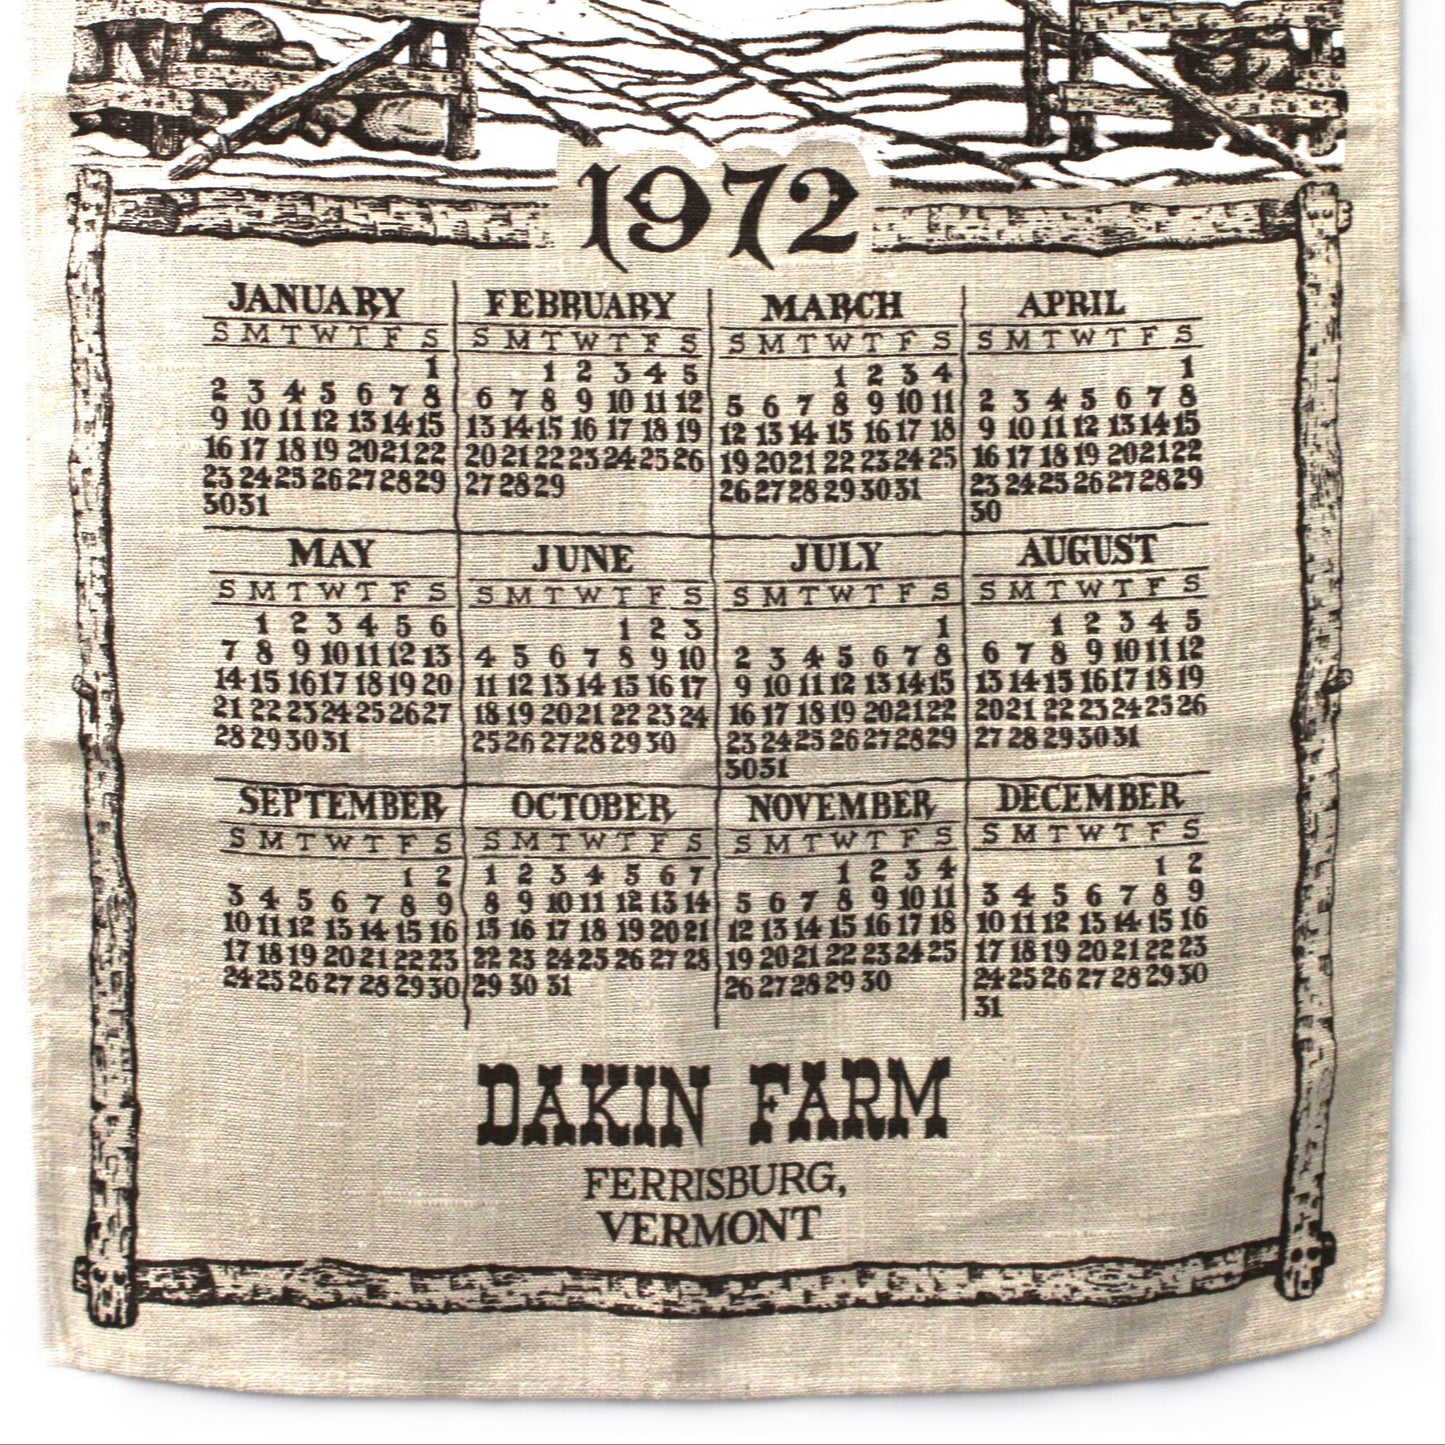 1972
JANUARY FEBRUARY MARCH APRIL
S M T W T F S S M T W T F S S M T W T F S S M T W T F S
1 1 2 3 4 5 1 2 3 4 1
2 3 4 5 6 7 8 6 7 8 9 10 11 12 5 6 7 8 9 10 11 2 3 4 5 6 7 8
9 10 11 12 13 14 15 13 14 15 16 17 18 19 12 13 14 15 16 17 18 9 10 11 12 13 14 15
16 17 18 19 20 21 22 20 21 22 23 24 25 26 19 20 21 22 23 24 25 16 17 18 19 20 21 22
23 24 25 26 27 28 29 27 28 29 26 27 28 29 30 31 23 24 25 26 27 28 29
30 31 30
MAY JUNE JULY AUGUST
S M T W T F S S M T W T F S S M T W T F S S M T W T F S
1 2 3 4 5 6 1 2 3 1 1 2 3 4 5
7 8 9 10 11 12 13 4 5 6 7 8 9 10 2 3 4 5 6 7 8 6 7 8 9 10 11 12
14 15 16 17 18 19 20 11 12 13 14 15 16 17 9 10 11 12 13 14 15 13 14 15 16 17 18 19
21 22 23 24 25 26 27 18 19 20 21 22 23 24 16 17 18 19 20 21 22 20 21 22 23 24 25 26
28 29 30 31 25 26 27 28 29 30 23 24 25 26 27 28 29 27 28 29 30 31
30 31
SEPTEMBER OCTOBER NOVEMBER DECEMBER
S M T W T F S S M T W T F S S M T W T F S S M T W T F S
1 2 1 2 3 4 5 6 7 1 2 3 4 1 2
3 4 5 6 7 8 9 8 9 10 11 12 13 14 5 6 7 8 9 10 11 3 4 5 6 7 8 9
10 11 12 13 14 15 16 15 16 17 18 19 20 21 12 13 14 15 16 17 18 10 11 12 13 14 15 16
17 18 19 20 21 22 23 22 23 24 25 26 27 28 19 20 21 22 23 24 25 17 18 19 20 21 22 23
24 25 26 27 28 29 30 29 30 31 26 27 28 29 30 24 25 26 27 28 29 30
31
DAKIN FARM
FERRISBURG,
VERMONT